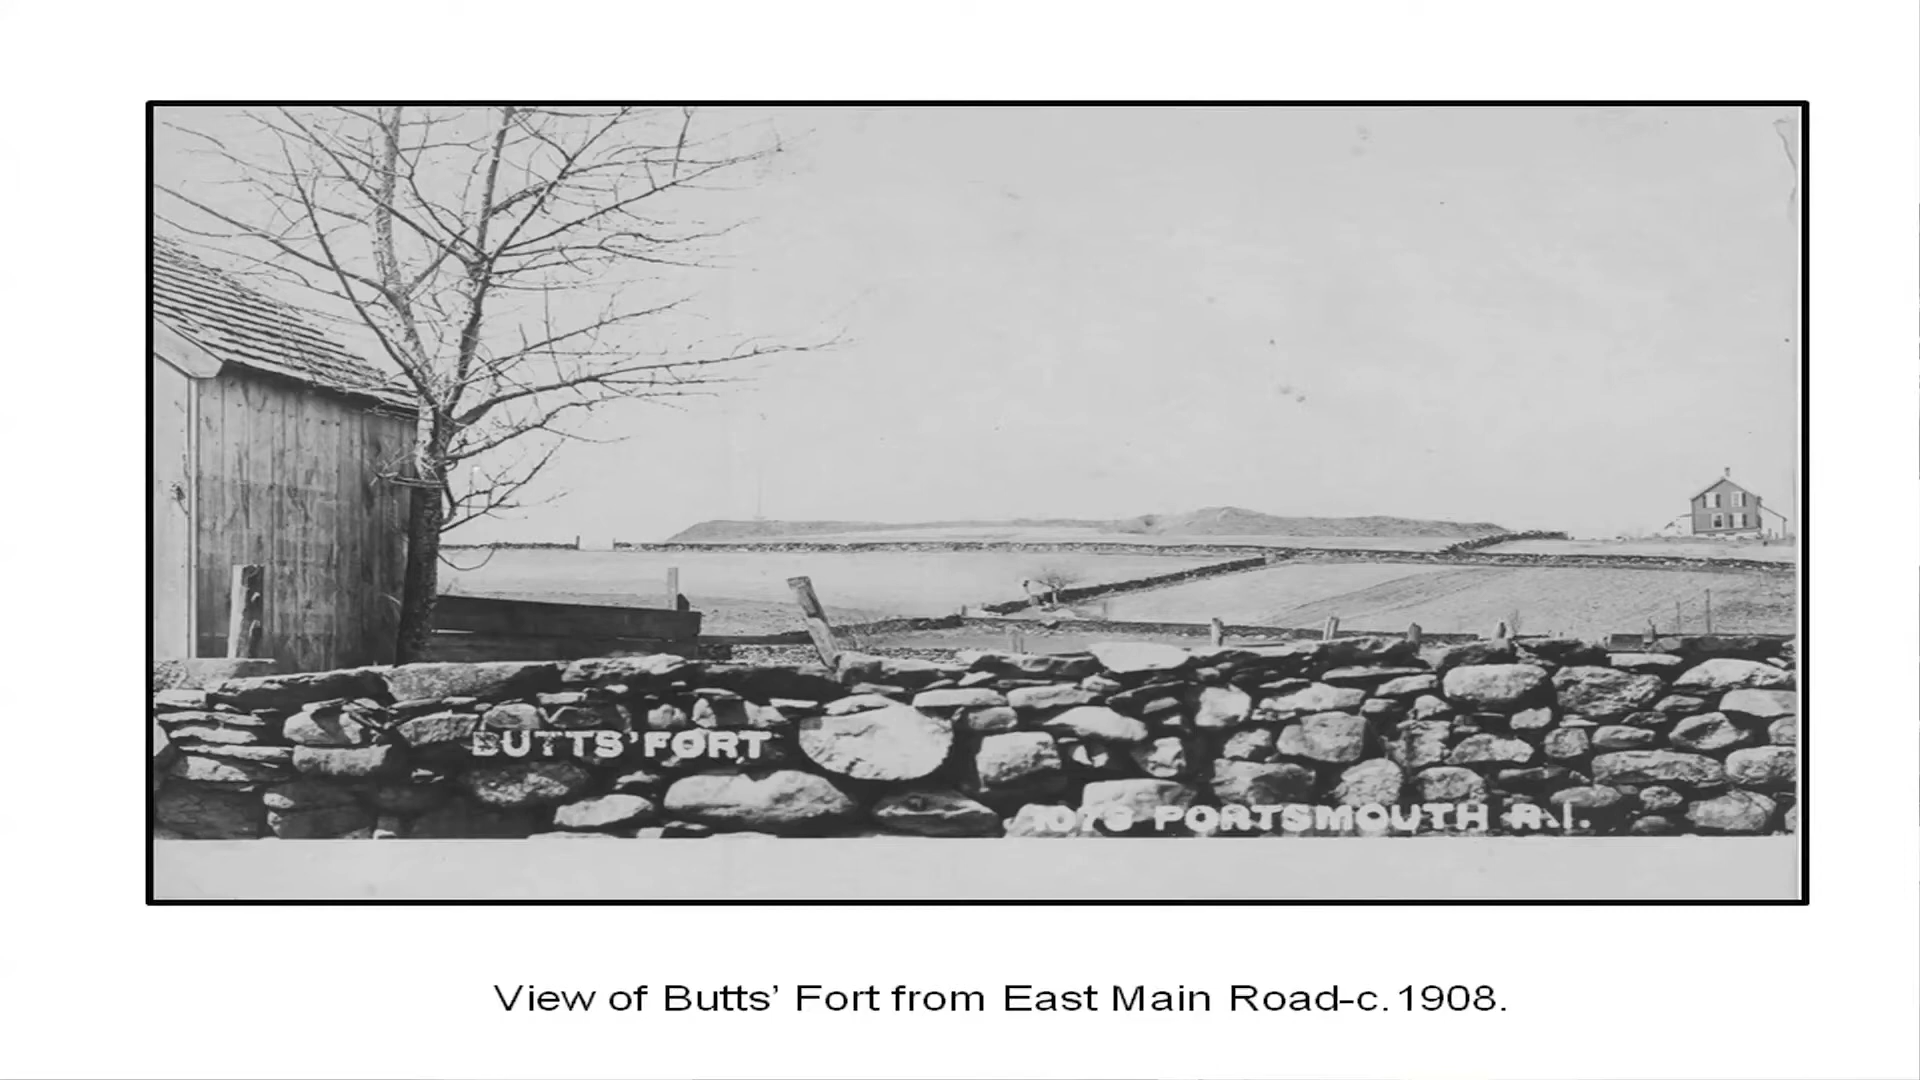 BUTTS' FORT
PORTSMOUTH R.I.
View of Butts’ Fort from East Main Road-c.1908.